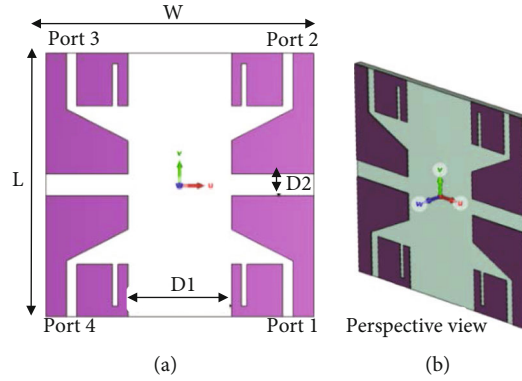 W
Port 3
Port 2
L
v
w
u
D2
D1
Port 4
Port 1
(a)
v
w
u
Perspective view
(b)